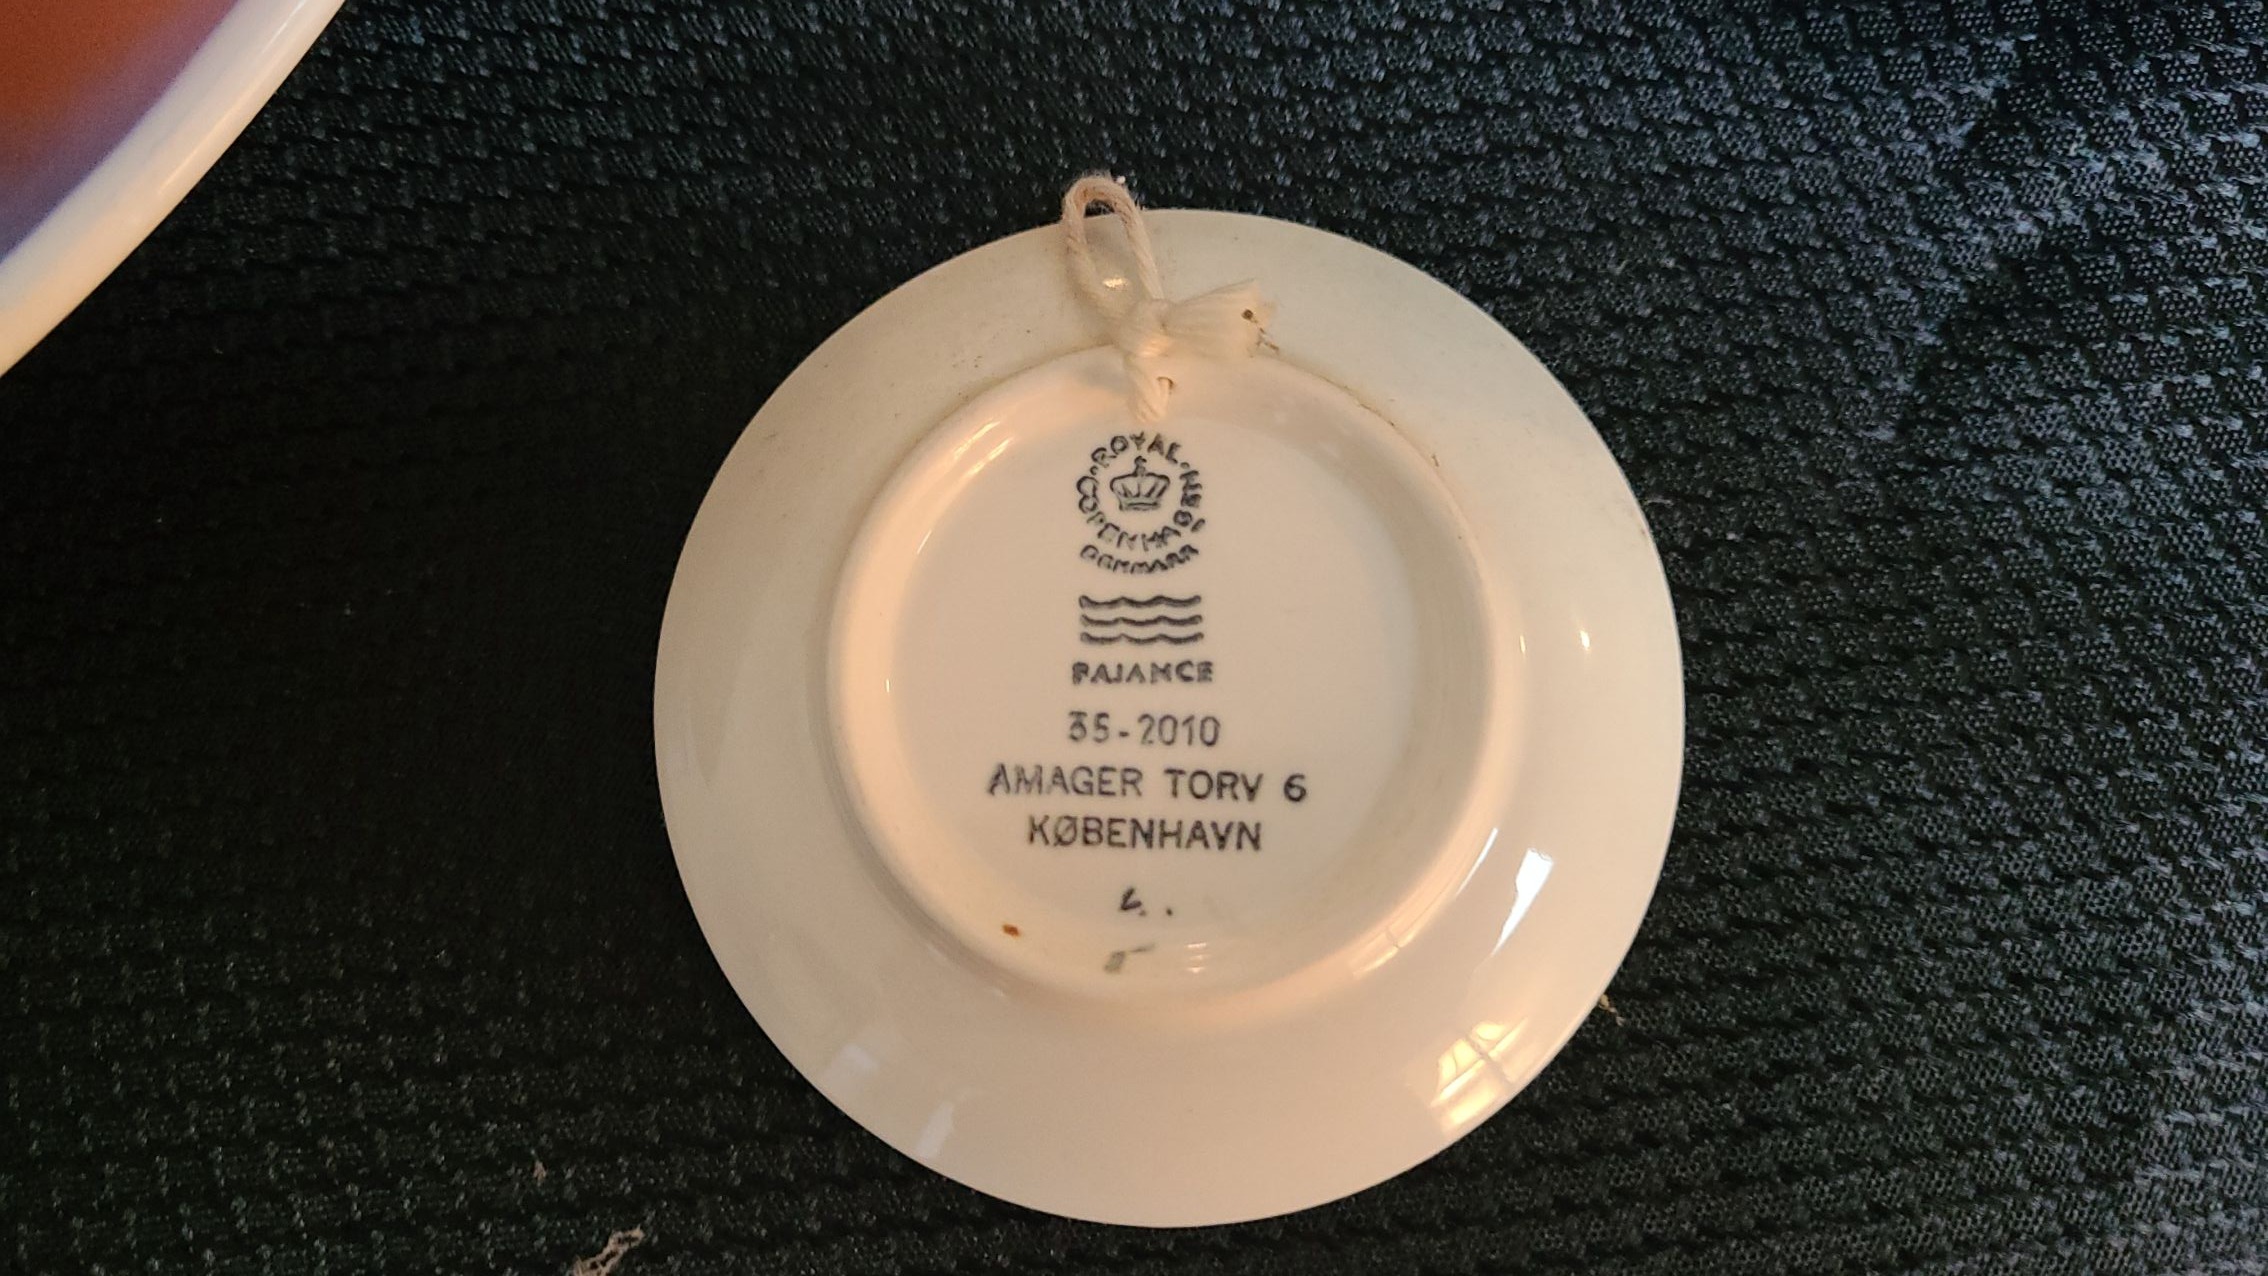 ROYAL
COPENHAGEN
DENMARK
FAJANCE
35-2010
AMAGER TORV 6
KØBENHAVN